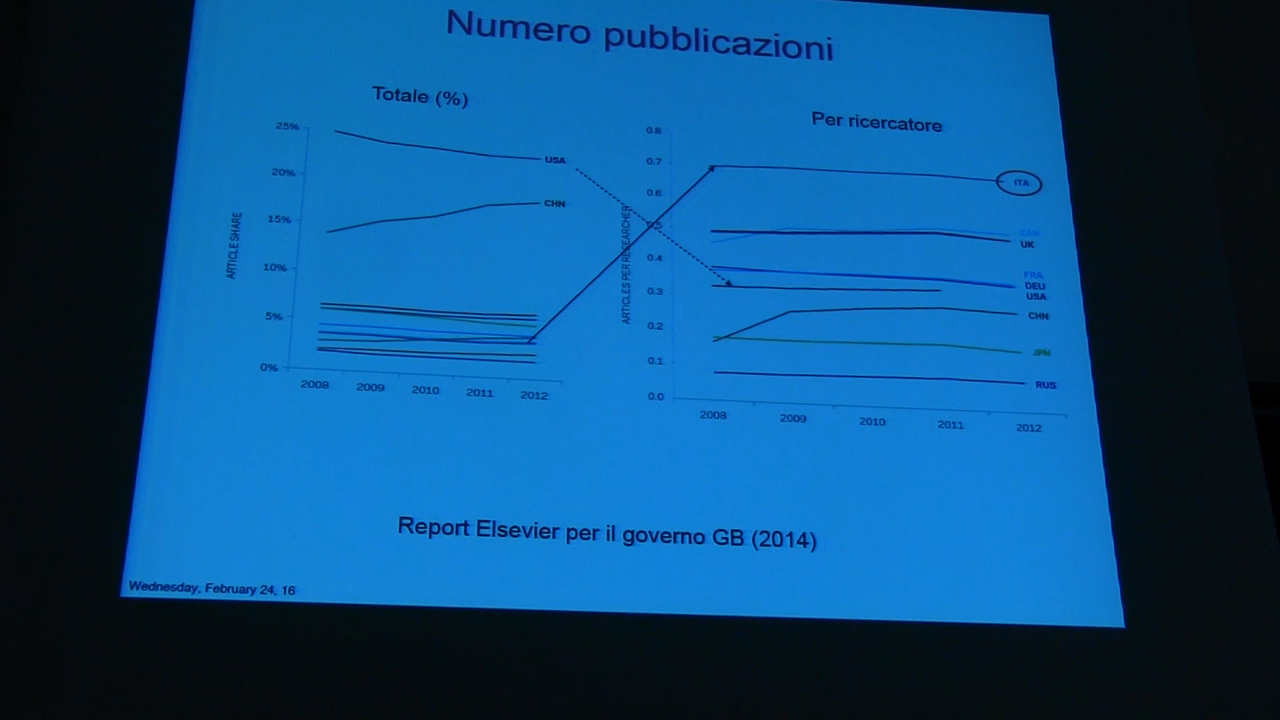 Numero pubblicazioni
Totale (%)
25%
20%
15%
10%
5%
0%
ARTICLE SHARE
USA
CHN
2008 2009 2010 2011 2012
Per ricercatore
0.8
0.7
0.6
0.5
0.4
0.3
0.2
0.1
0.0
ARTICLES PER RESEARCHER
ITA
CAN
UK
FRA
DEU
USA
CHN
JPN
RUS
2008 2009 2010 2011 2012
Report Elsevier per il governo GB (2014)
Wednesday, February 24, 16